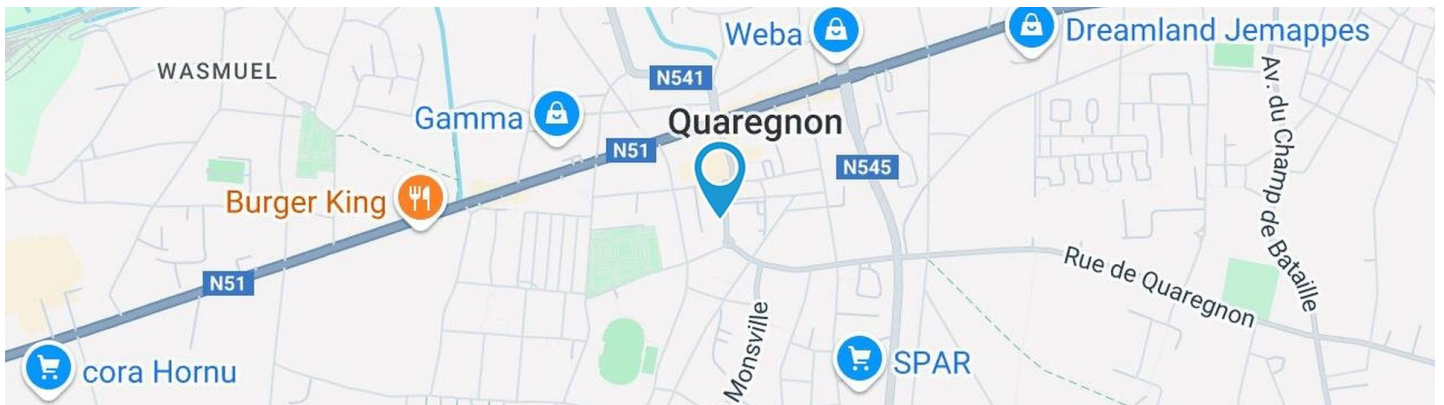 Weba
Dreamland Jemappes
WASMUEL
N541
Gamma
Quaregnon
N51
N545
Av. du Champ de Bataille
Burger King
N51
Rue de Quaregnon
Monsville
cora Hornu
SPAR